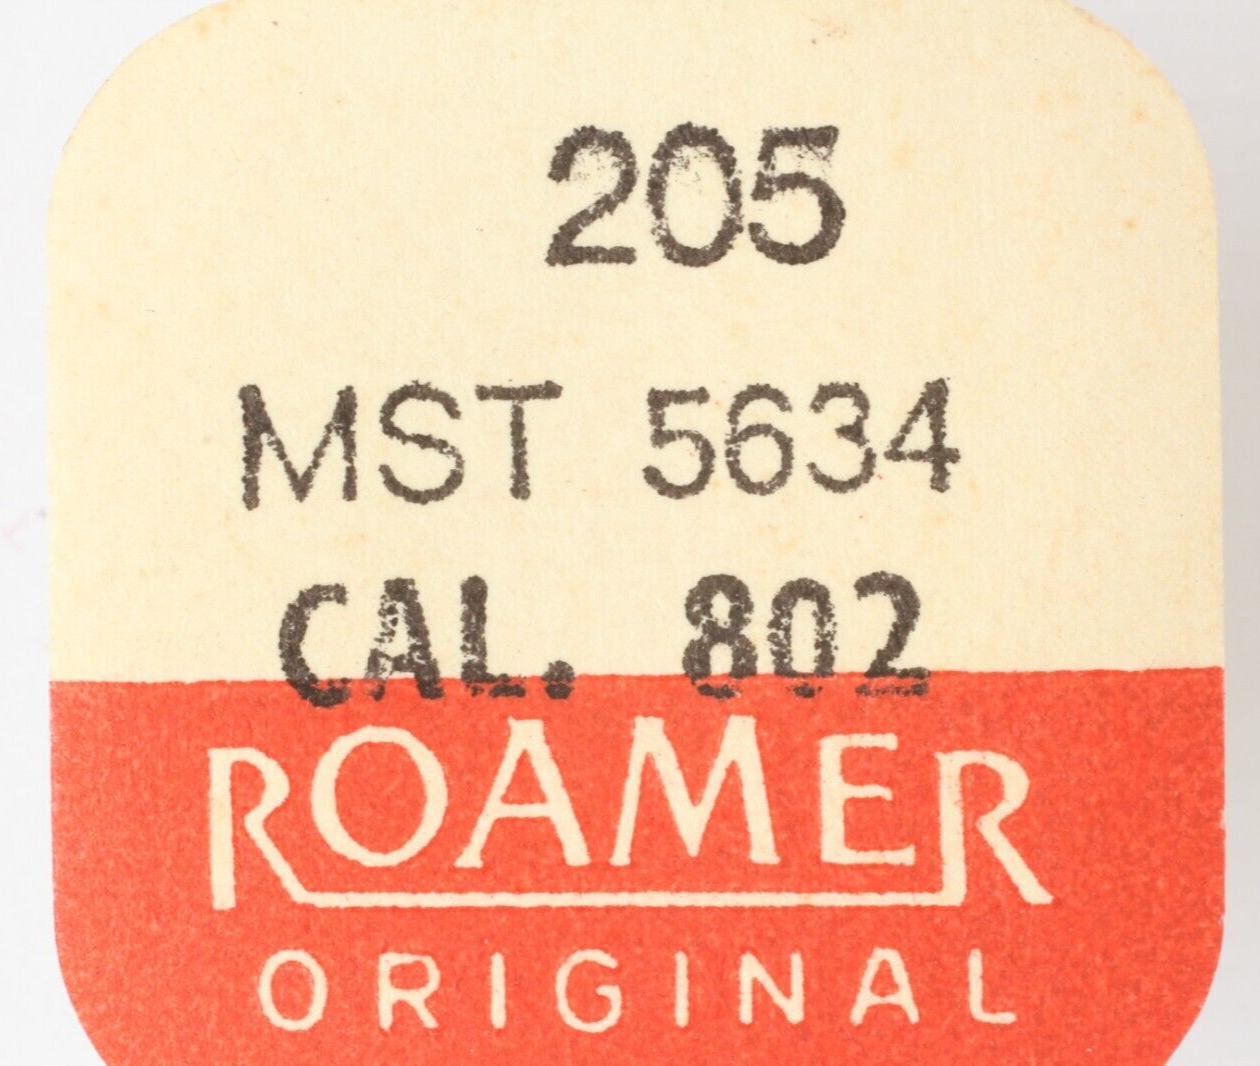 205
MST 5634
CAL. 802
ROAMER
ORIGINAL